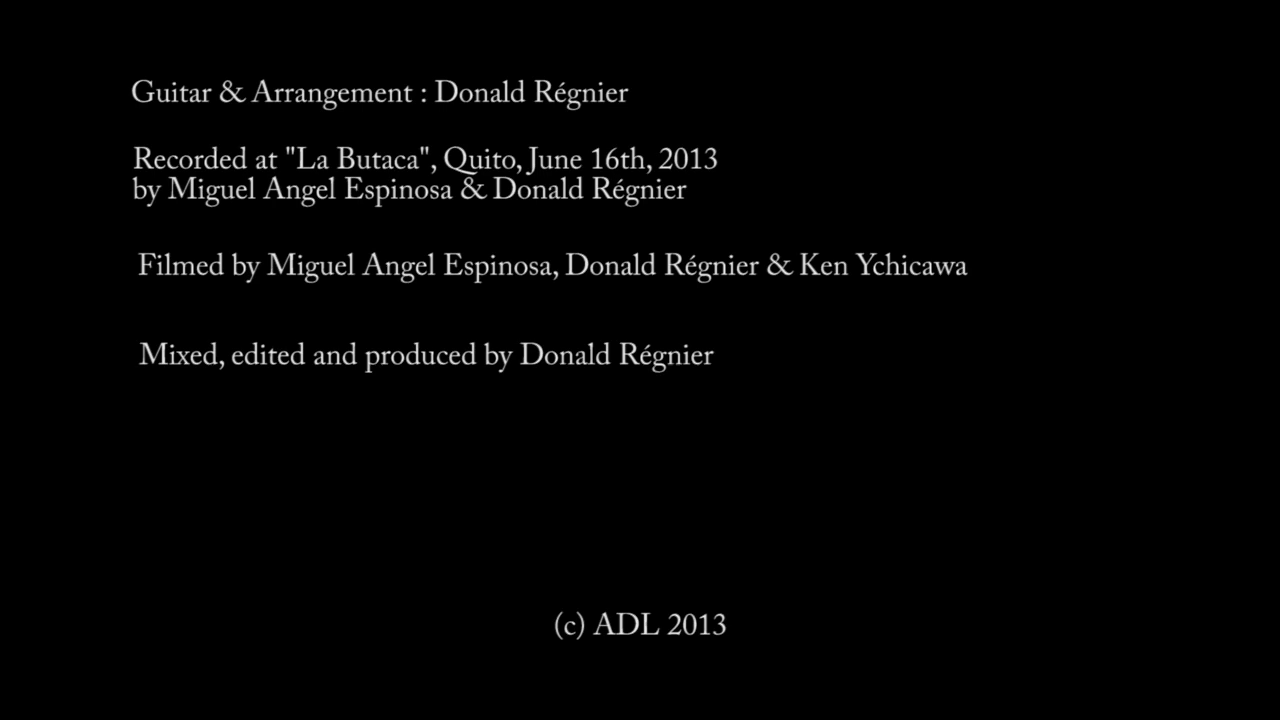 Guitar & Arrangement : Donald Régnier
Recorded at "La Butaca", Quito, June 16th, 2013
by Miguel Angel Espinosa & Donald Régnier
Filmed by Miguel Angel Espinosa, Donald Régnier & Ken Ychicawa
Mixed, edited and produced by Donald Régnier
(c) ADL 2013